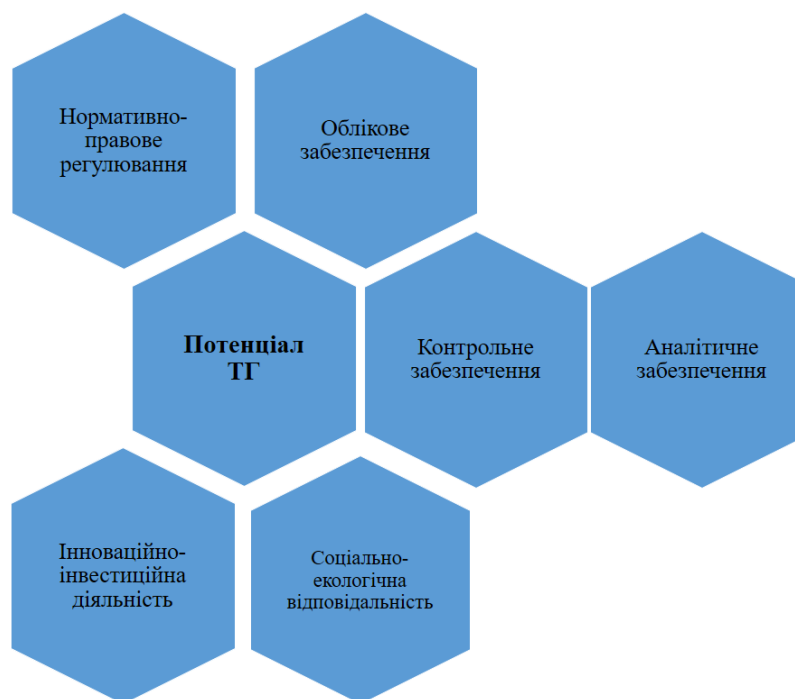 Нормативно-
правове
регулювання
Облікове
забезпечення
Потенціал
ТГ
Контрольне
забезпечення
Аналітичне
забезпечення
Інноваційно-
інвестиційна
діяльність
Соціально-
екологічна
відповідальність